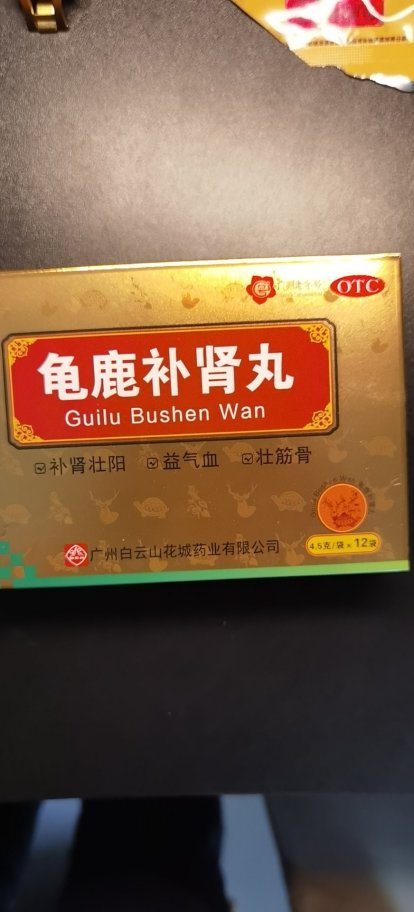 OTC
龟鹿补肾丸
Guilu Bushen Wan
补肾壮阳 益气血 壮筋骨
广州白云山花城药业有限公司
4.5克/袋×12袋